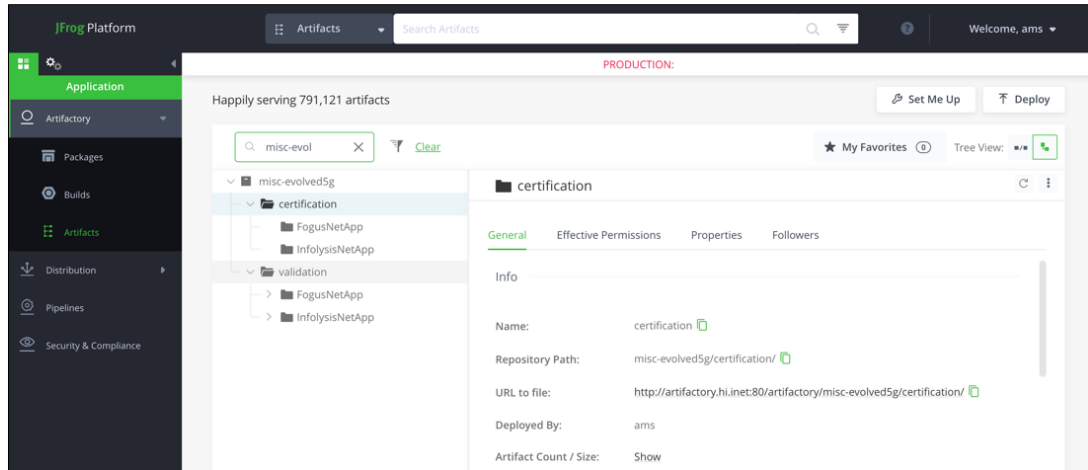 JFrog Platform
Artifacts
Search Artifacts
Welcome, ams
PRODUCTION:
Application
Happily serving 791,121 artifacts
Set Me Up
Deploy
Artifactory
Packages
Builds
Artifacts
Distribution
Pipelines
Security & Compliance
misc-evol
Clear
My Favorites 0
Tree View:
misc-evolved5g
certification
FogusNetApp
InfolysisNetApp
validation
FogusNetApp
InfolysisNetApp
certification
General Effective Permissions Properties Followers
Info
Name: certification
Repository Path: misc-evolved5g/certification/
URL to file: http://artifactory.hi.inet:80/artifactory/misc-evolved5g/certification/
Deployed By: ams
Artifact Count / Size: Show